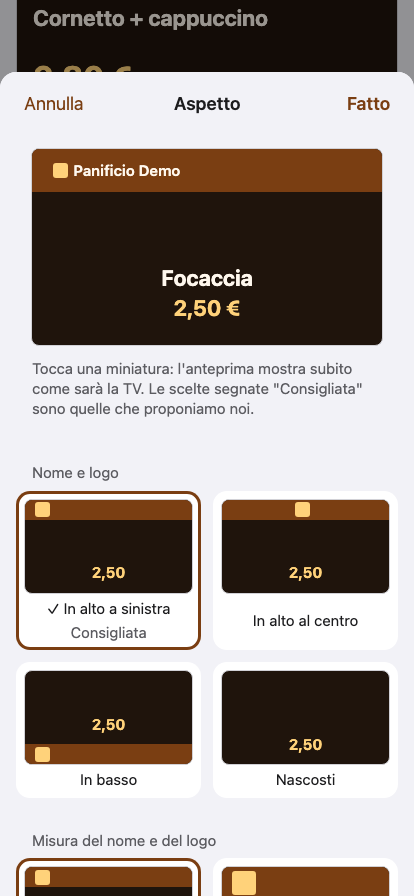 Cornetto + cappuccino
Annulla
Aspetto
Fatto
Panificio Demo
Focaccia
2,50 €
Tocca una miniatura: l'anteprima mostra subito
come sarà la TV. Le scelte segnate "Consigliata"
sono quelle che proponiamo noi.
Nome e logo
2,50
✓ In alto a sinistra
Consigliata
2,50
In alto al centro
2,50
In basso
2,50
Nascosti
Misura del nome e del logo